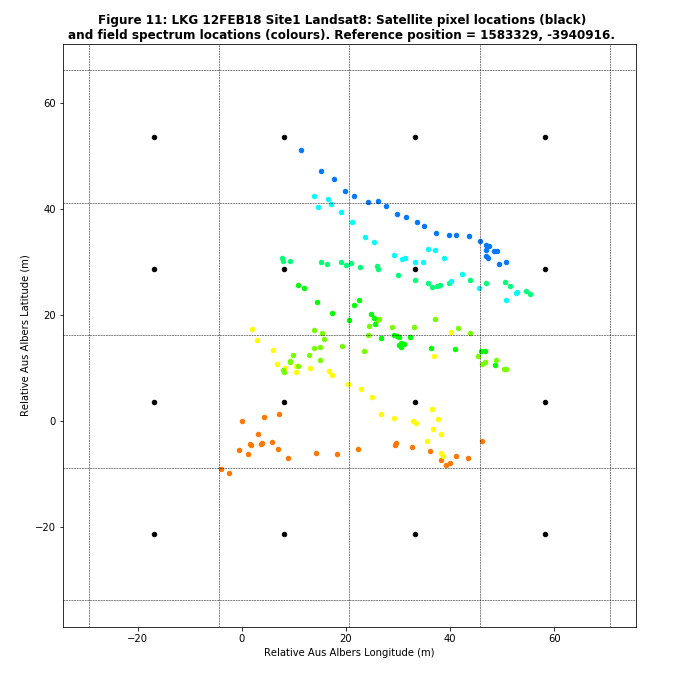 Figure 11: LKG 12FEB18 Site1 Landsat8: Satellite pixel locations (black)
and field spectrum locations (colours). Reference position = 1583329, -3940916.
60
40
20
0
−20
Relative Aus Albers Latitude (m)
−20 0 20 40 60
Relative Aus Albers Longitude (m)